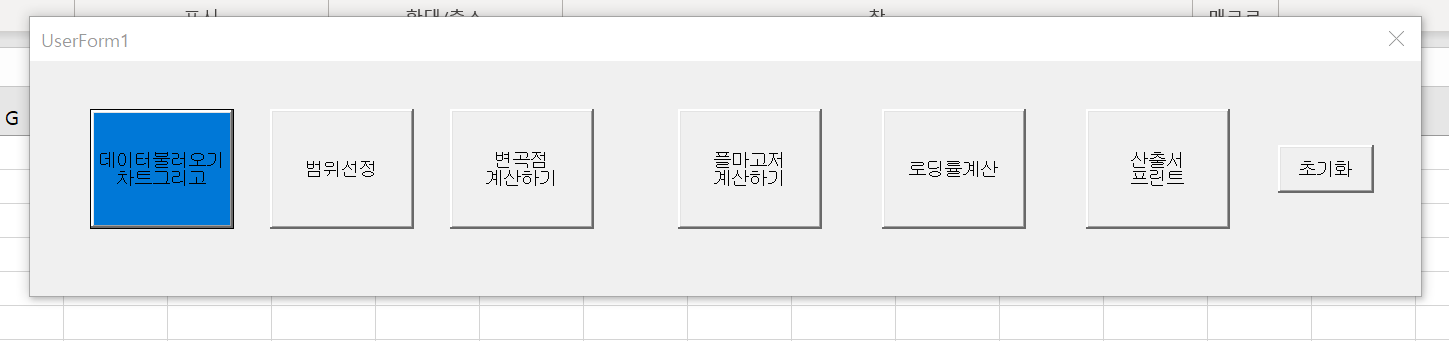 UserForm1
G
데이터불러오기
차트그리고
범위선정
변곡점
계산하기
플마고저
계산하기
로딩률계산
산출서
프린트
초기화